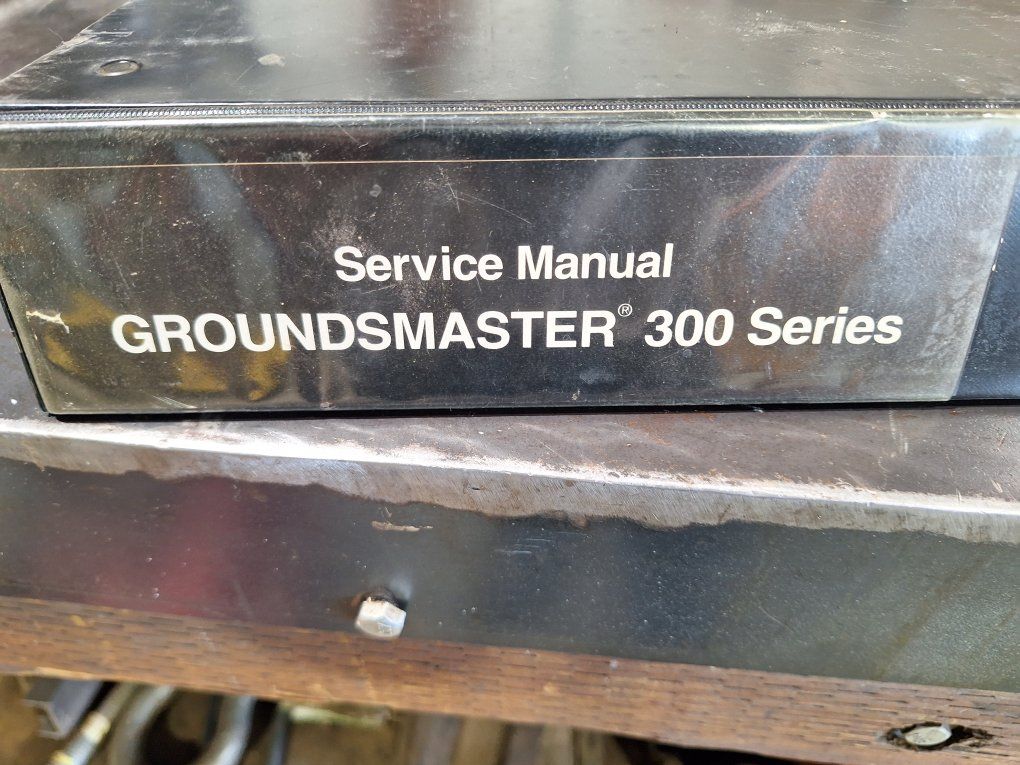 Service Manual
GROUNDSMASTER® 300 Series